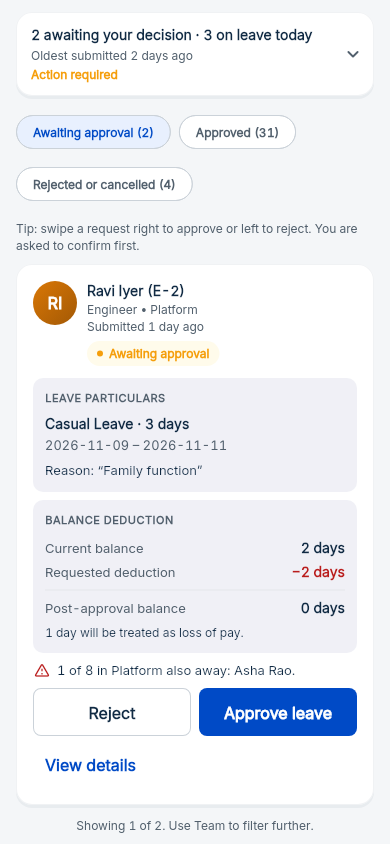 2 awaiting your decision · 3 on leave today
Oldest submitted 2 days ago
Action required
Awaiting approval (2)
Approved (31)
Rejected or cancelled (4)
Tip: swipe a request right to approve or left to reject. You are
asked to confirm first.
RI
Ravi Iyer (E-2)
Engineer • Platform
Submitted 1 day ago
Awaiting approval
LEAVE PARTICULARS
Casual Leave · 3 days
2026-11-09 – 2026-11-11
Reason: “Family function”
BALANCE DEDUCTION
Current balance 2 days
Requested deduction −2 days
Post-approval balance 0 days
1 day will be treated as loss of pay.
1 of 8 in Platform also away: Asha Rao.
Reject
Approve leave
View details
Showing 1 of 2. Use Team to filter further.